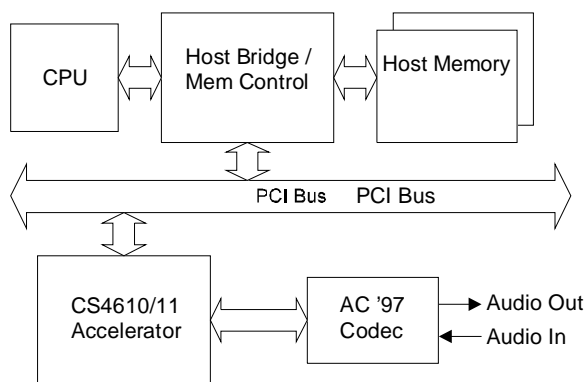 CPU
Host Bridge /
Mem Control
Host Memory
PCI Bus PCI Bus
CS4610/11
Accelerator
AC '97
Codec
Audio Out
Audio In